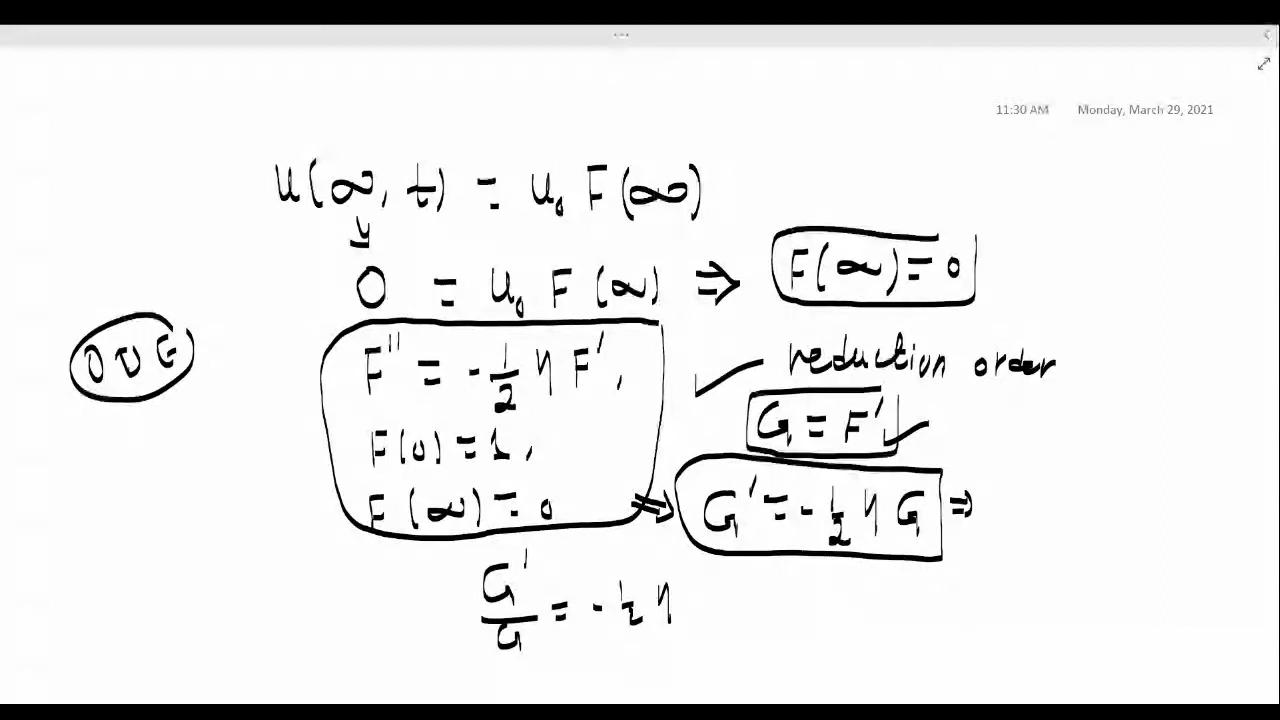 11:30 AM Monday, March 29, 2021
u(∞, t) = u₀ F(∞)
0 = u₀ F(∞) ⇒ F(∞) = 0
F'' = -1/2 η F',
F(0) = 1,
F(∞) = 0
reduction order
G = F'
⇒ G' = -1/2 η G ⇒
G'/G = -1/2 η